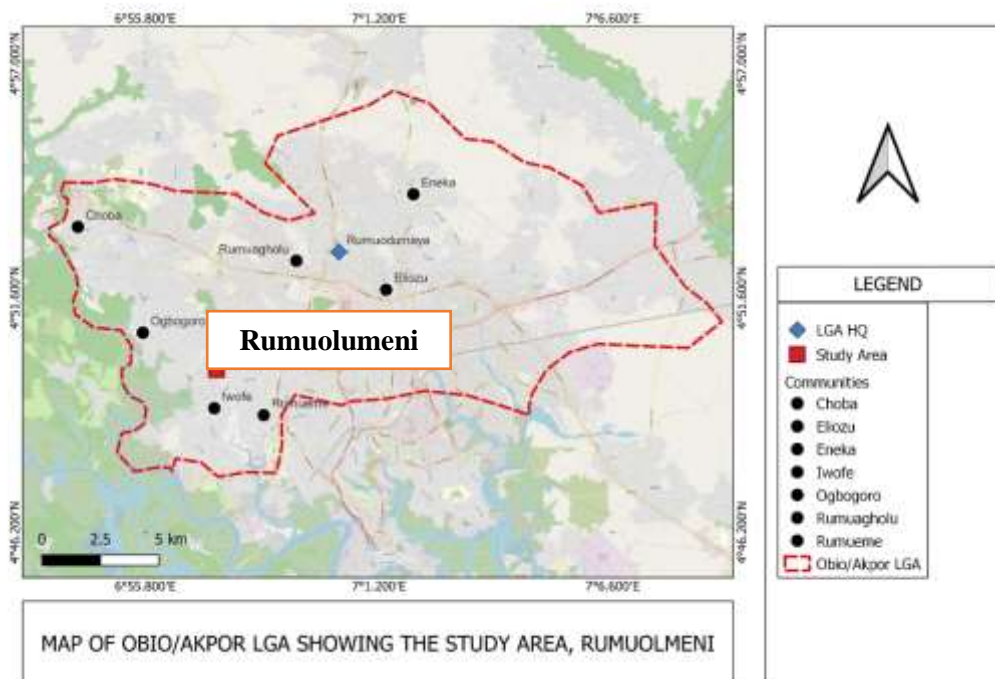 6°55.800'E 7°1.200'E 7°6.600'E
4°57.000'N 4°57.000'N
Eneka
Choba
Rumuodumaya
Rumuagholu
Eliozu
4°51.600'N 4°51.600'N
Ogbogoro
Rumuolumeni
Iwofe
Rumueme
4°46.200'N 4°46.200'N
0 2.5 5 km
6°55.800'E 7°1.200'E 7°6.600'E
MAP OF OBIO/AKPOR LGA SHOWING THE STUDY AREA, RUMUOLMENI
LEGEND
LGA HQ
Study Area
Communities
Choba
Eliozu
Eneka
Iwofe
Ogbogoro
Rumuagholu
Rumueme
Obio/Akpor LGA